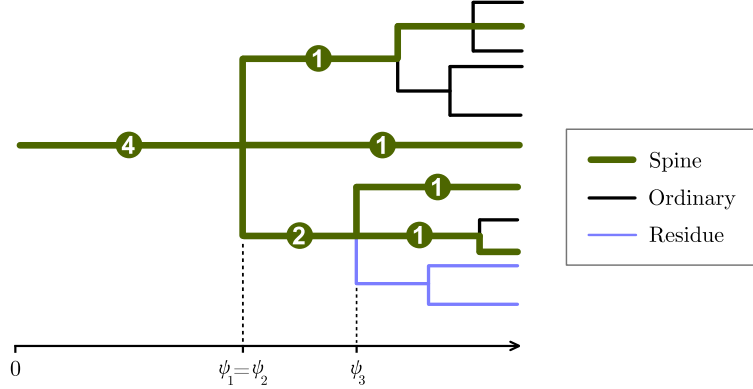 1
4
1
1
2
1
Spine
Ordinary
Residue
0
ψ₁=ψ₂
ψ₃